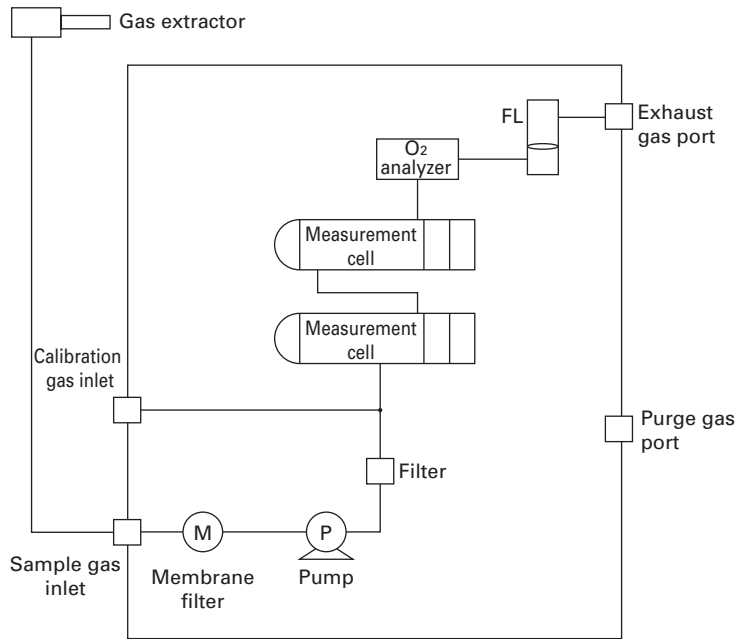 Gas extractor
FL
Exhaust
gas port
O2
analyzer
Measurement
cell
Measurement
cell
Calibration
gas inlet
Purge gas
port
Filter
M
P
Sample gas
inlet
Membrane
filter
Pump